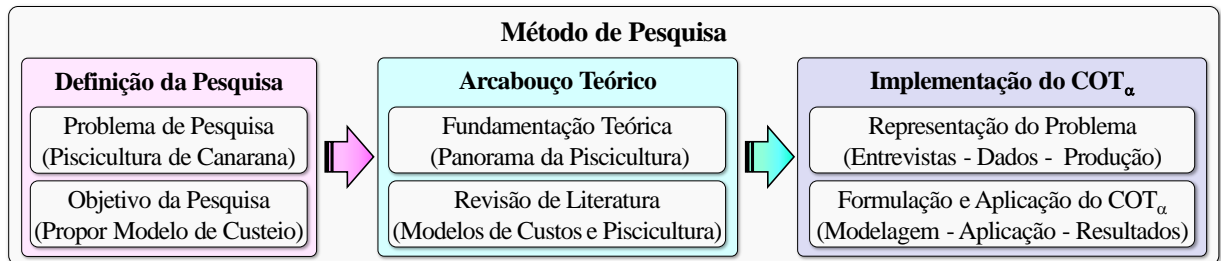 Método de Pesquisa
Definição da Pesquisa
Problema de Pesquisa
(Piscicultura de Canarana)
Objetivo da Pesquisa
(Propor Modelo de Custeio)
Arcabouço Teórico
Fundamentação Teórica
(Panorama da Piscicultura)
Revisão de Literatura
(Modelos de Custos e Piscicultura)
Implementação do COTα
Representação do Problema
(Entrevistas - Dados - Produção)
Formulação e Aplicação do COTα
(Modelagem - Aplicação - Resultados)